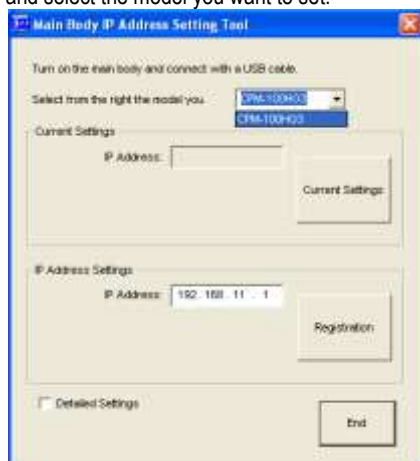 and select the model you want to set.
Main Body IP Address Setting Tool
Turn on the main body and connect with a USB cable.
Select from the right the model you
CPM-100HG3
CPM-100HG3
Current Settings
IP Address:
Current Settings
IP Address Settings
IP Address: 192 . 168 . 11 . 1
Registration
Detailed Settings
End